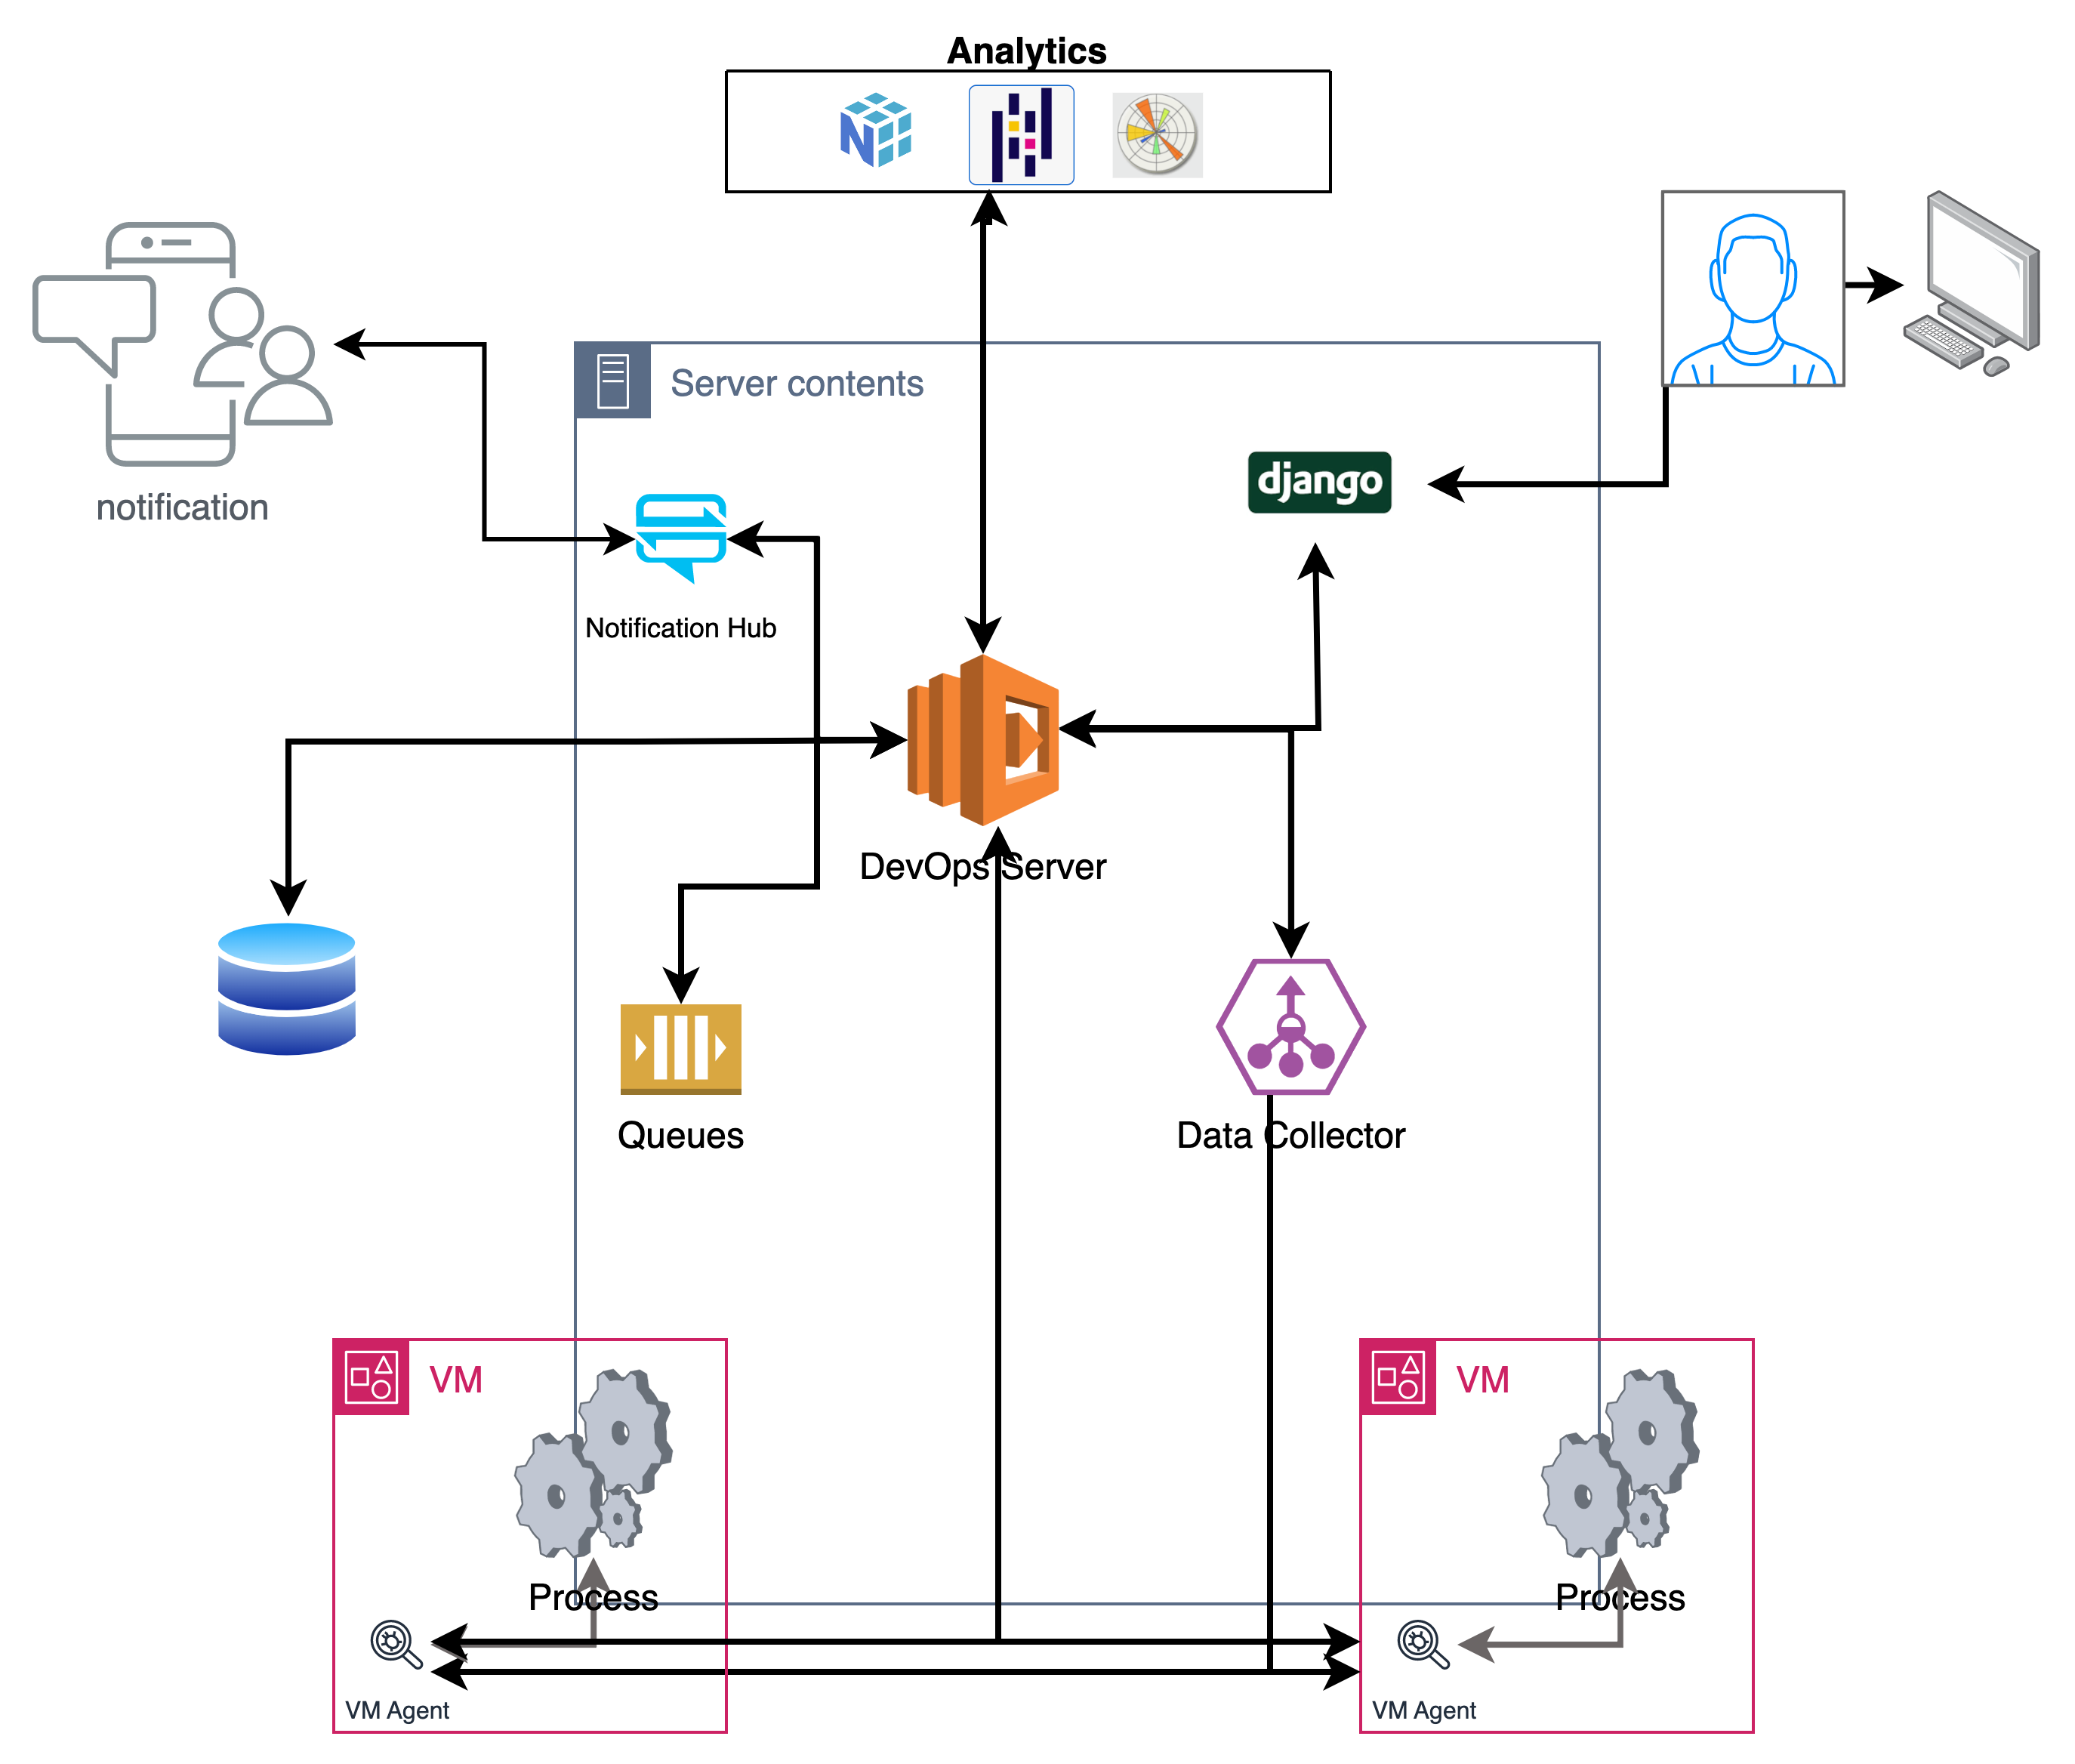 Analytics
Server contents
django
notification
Notification Hub
DevOps Server
Queues
Data Collector
VM
VM
Process
Process
VM Agent
VM Agent